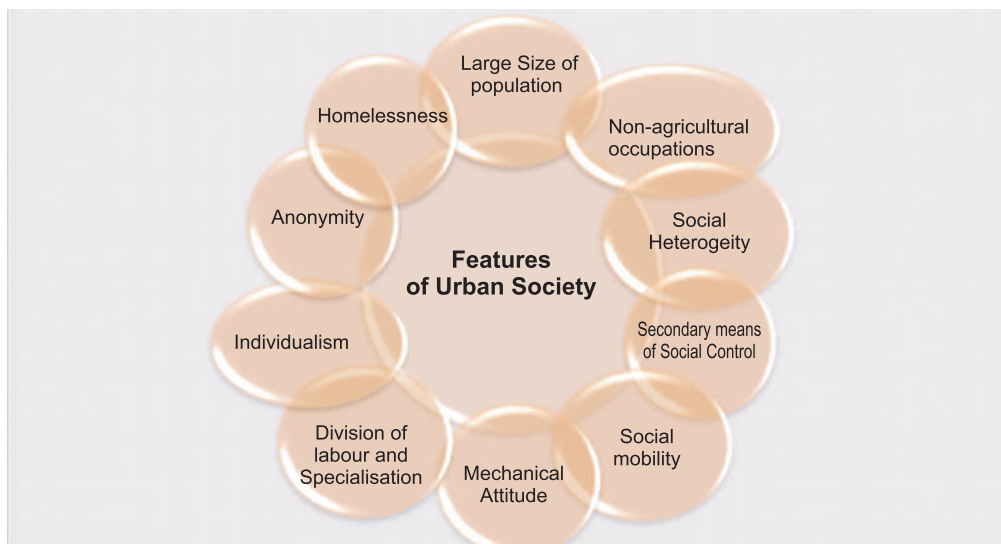 Features
of Urban Society
Large Size of
population
Non-agricultural
occupations
Social
Heterogeity
Secondary means
of Social Control
Social
mobility
Mechanical
Attitude
Division of
labour and
Specialisation
Individualism
Anonymity
Homelessness